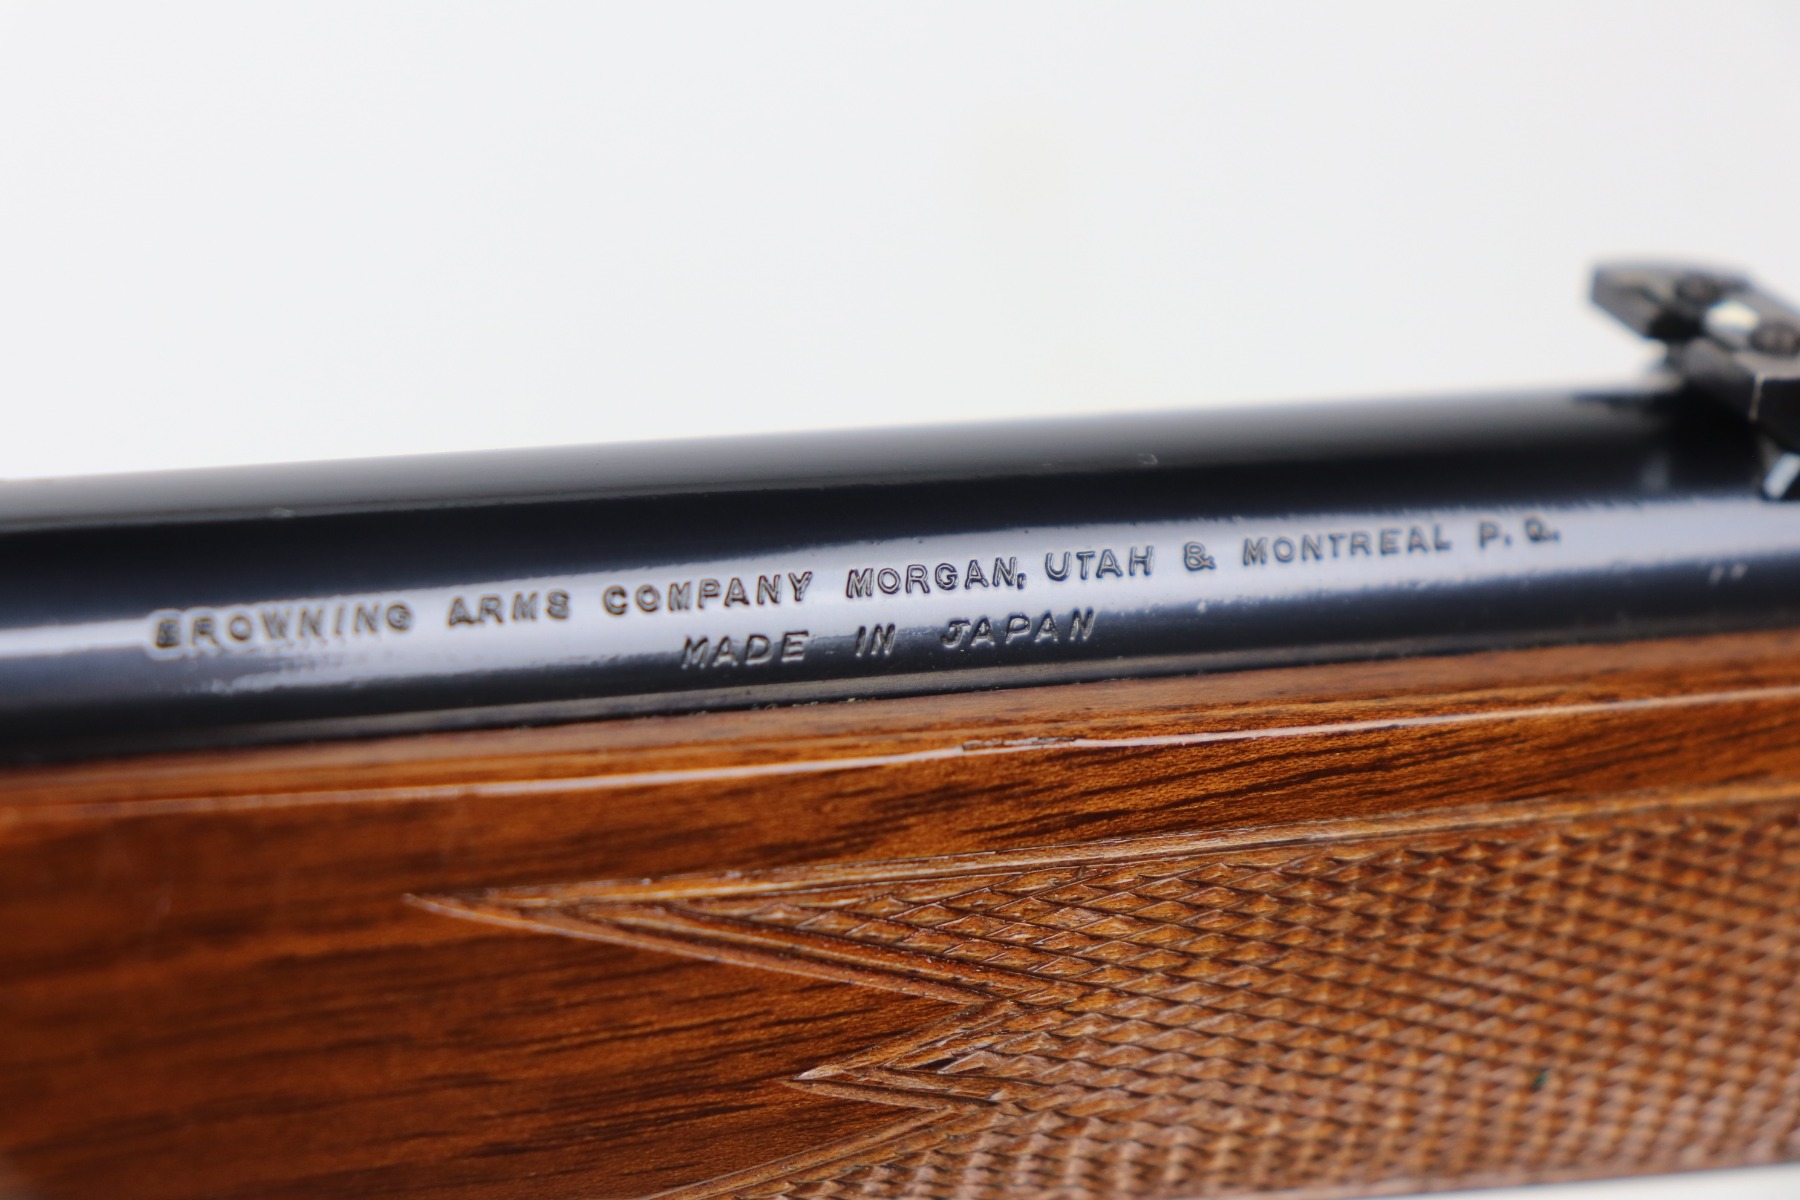 BROWNING ARMS COMPANY MORGAN, UTAH & MONTREAL P.Q.
MADE IN JAPAN